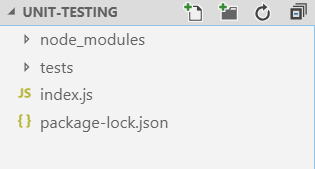 UNIT-TESTING
node_modules
tests
JS index.js
{ } package-lock.json